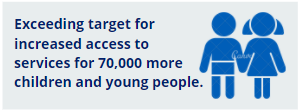 Exceeding target for
increased access to
services for 70,000 more
children and young people.